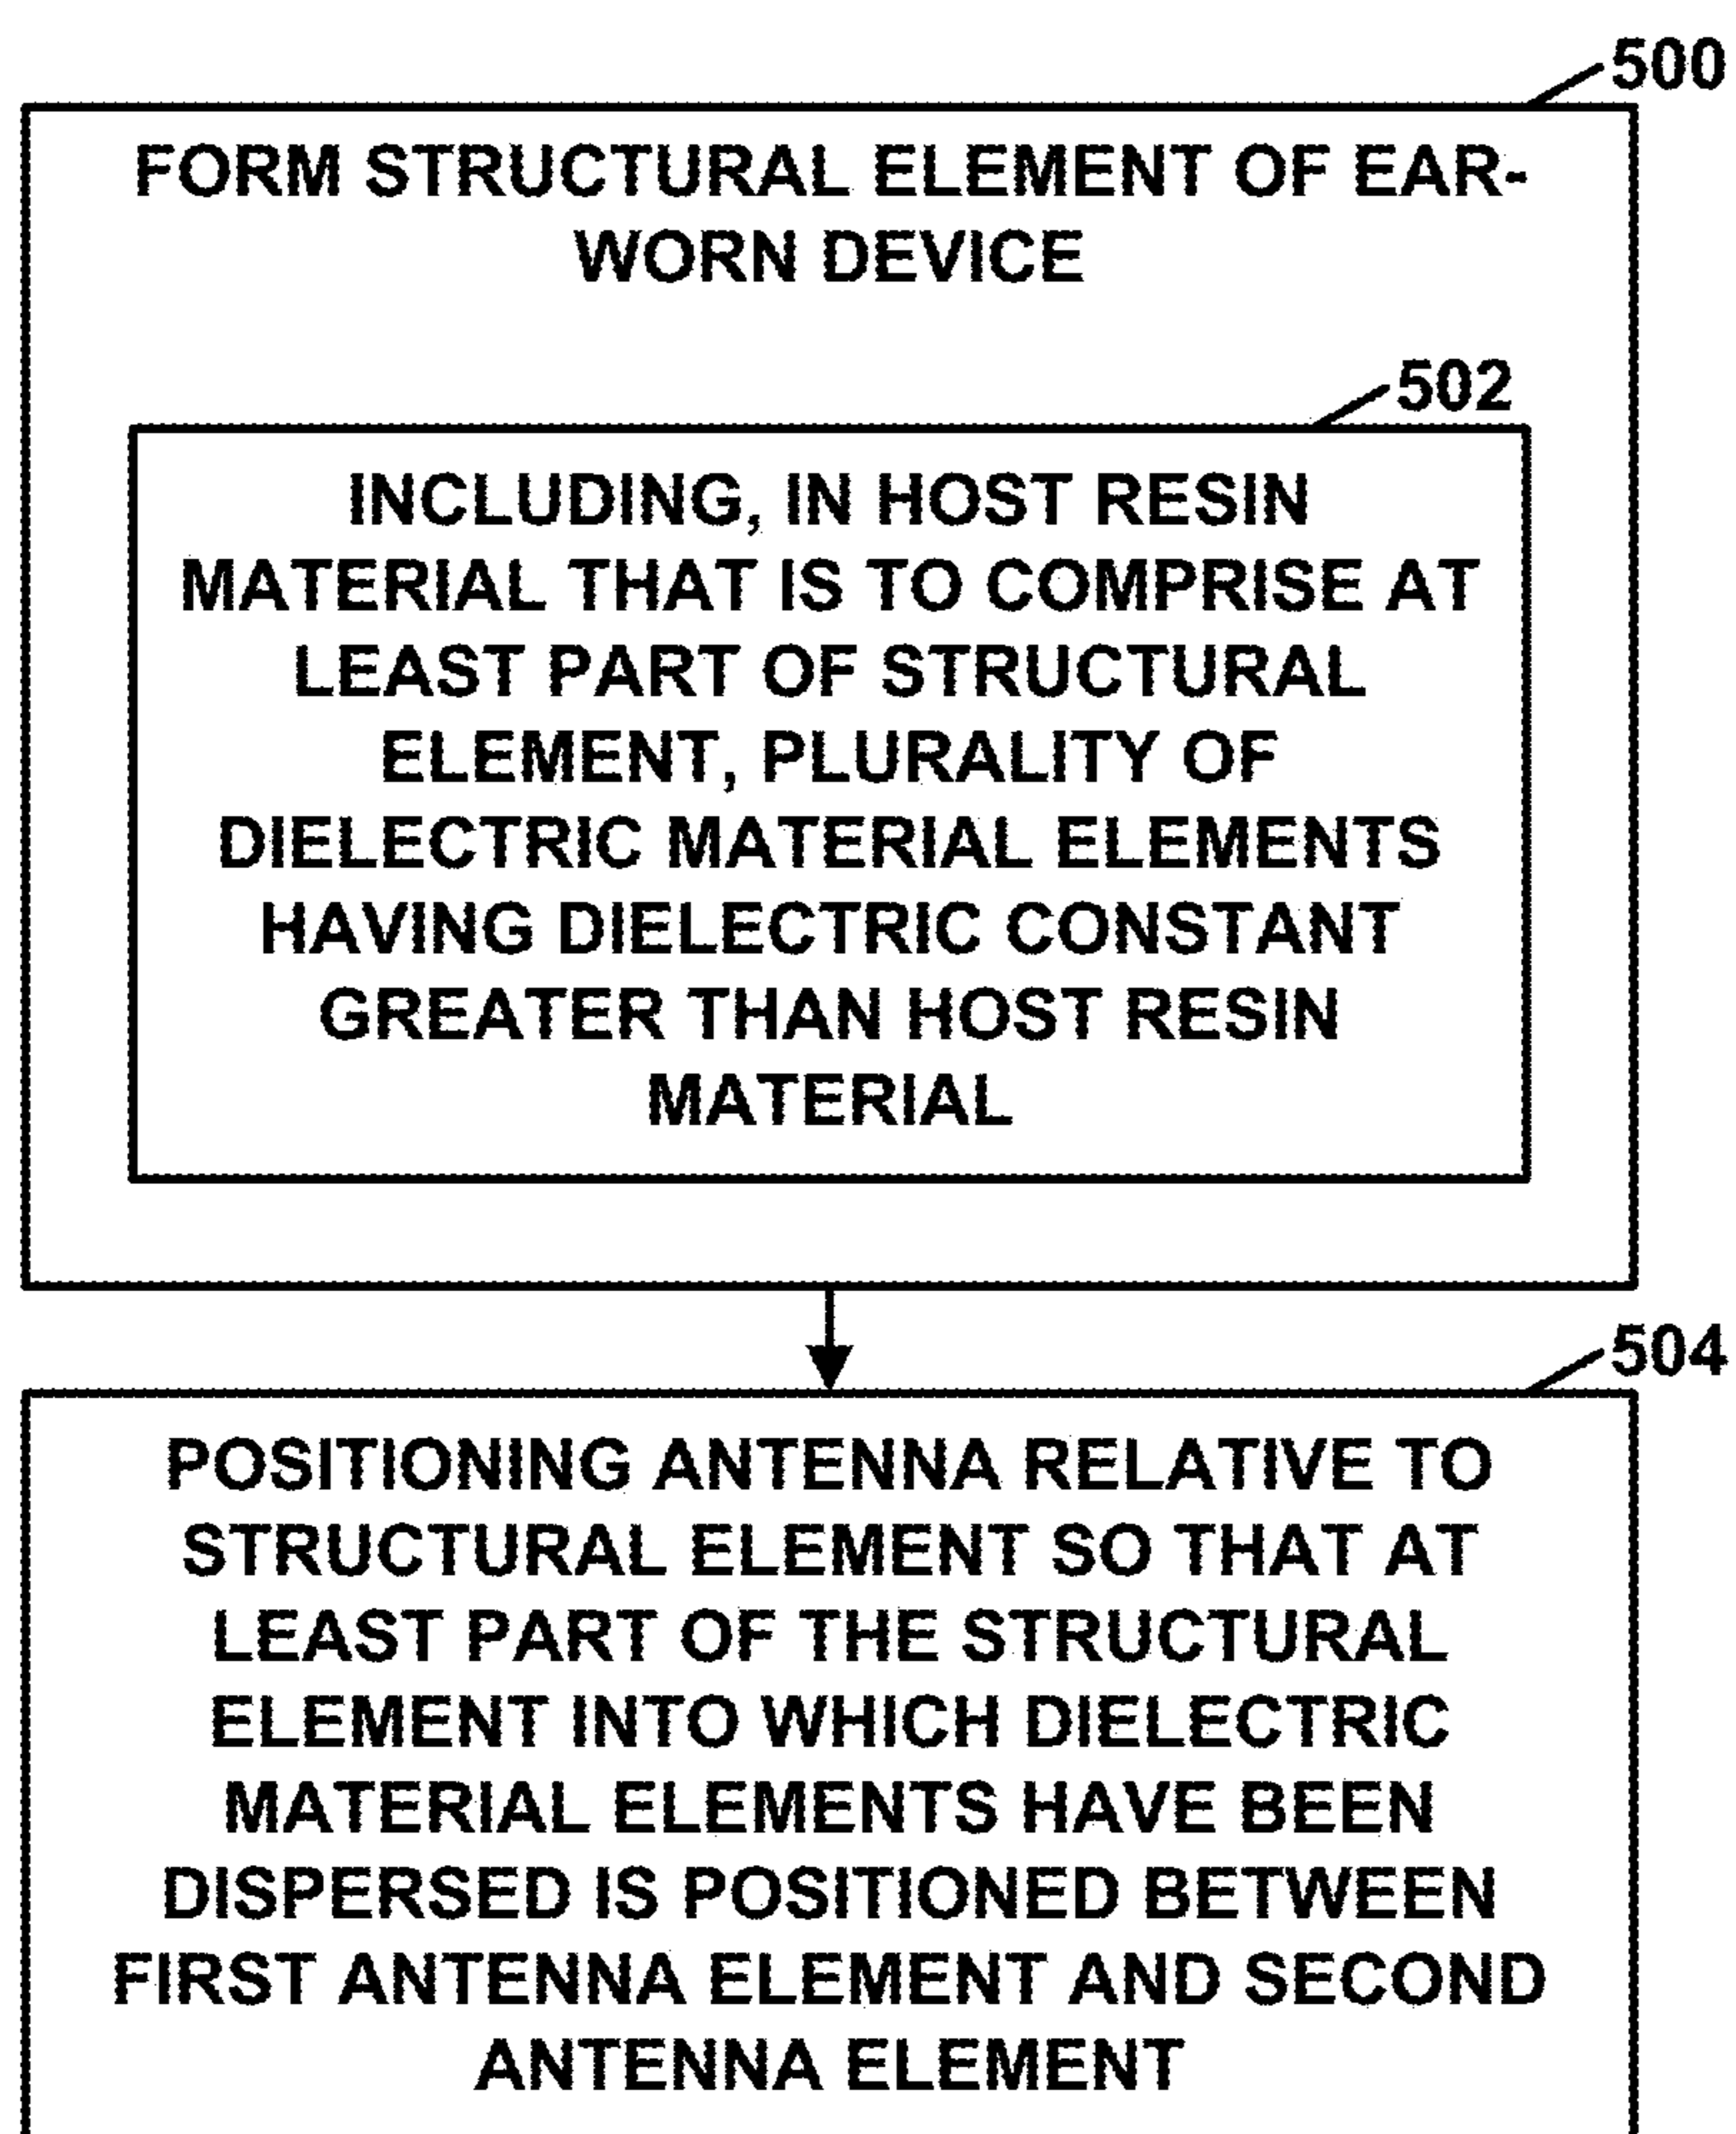 500
FORM STRUCTURAL ELEMENT OF EAR-
WORN DEVICE
502
INCLUDING, IN HOST RESIN
MATERIAL THAT IS TO COMPRISE AT
LEAST PART OF STRUCTURAL
ELEMENT, PLURALITY OF
DIELECTRIC MATERIAL ELEMENTS
HAVING DIELECTRIC CONSTANT
GREATER THAN HOST RESIN
MATERIAL
504
POSITIONING ANTENNA RELATIVE TO
STRUCTURAL ELEMENT SO THAT AT
LEAST PART OF THE STRUCTURAL
ELEMENT INTO WHICH DIELECTRIC
MATERIAL ELEMENTS HAVE BEEN
DISPERSED IS POSITIONED BETWEEN
FIRST ANTENNA ELEMENT AND SECOND
ANTENNA ELEMENT